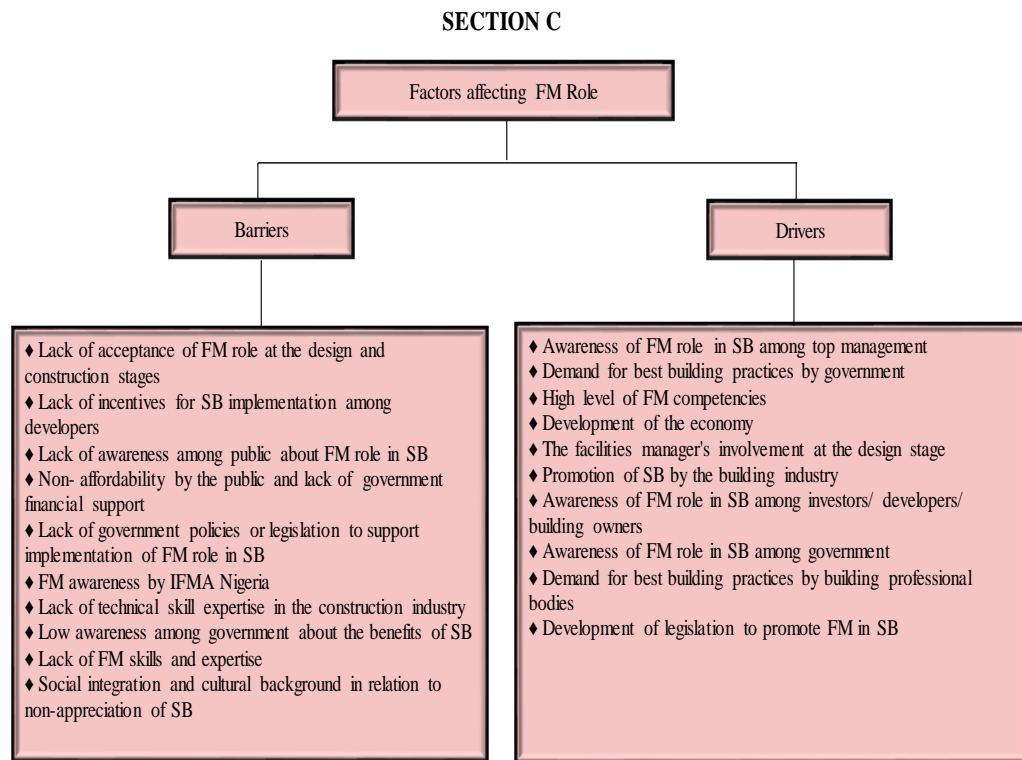 SECTION C
Factors affecting FM Role
Barriers
Drivers
♦ Lack of acceptance of FM role at the design and
construction stages
♦ Lack of incentives for SB implementation among
developers
♦ Lack of awareness among public about FM role in SB
♦ Non- affordability by the public and lack of government
financial support
♦ Lack of government policies or legislation to support
implementation of FM role in SB
♦ FM awareness by IFMA Nigeria
♦ Lack of technical skill expertise in the construction industry
♦ Low awareness among government about the benefits of SB
♦ Lack of FM skills and expertise
♦ Social integration and cultural background in relation to
non-appreciation of SB
♦ Awareness of FM role in SB among top management
♦ Demand for best building practices by government
♦ High level of FM competencies
♦ Development of the economy
♦ The facilities manager's involvement at the design stage
♦ Promotion of SB by the building industry
♦ Awareness of FM role in SB among investors/ developers/
building owners
♦ Awareness of FM role in SB among government
♦ Demand for best building practices by building professional
bodies
♦ Development of legislation to promote FM in SB